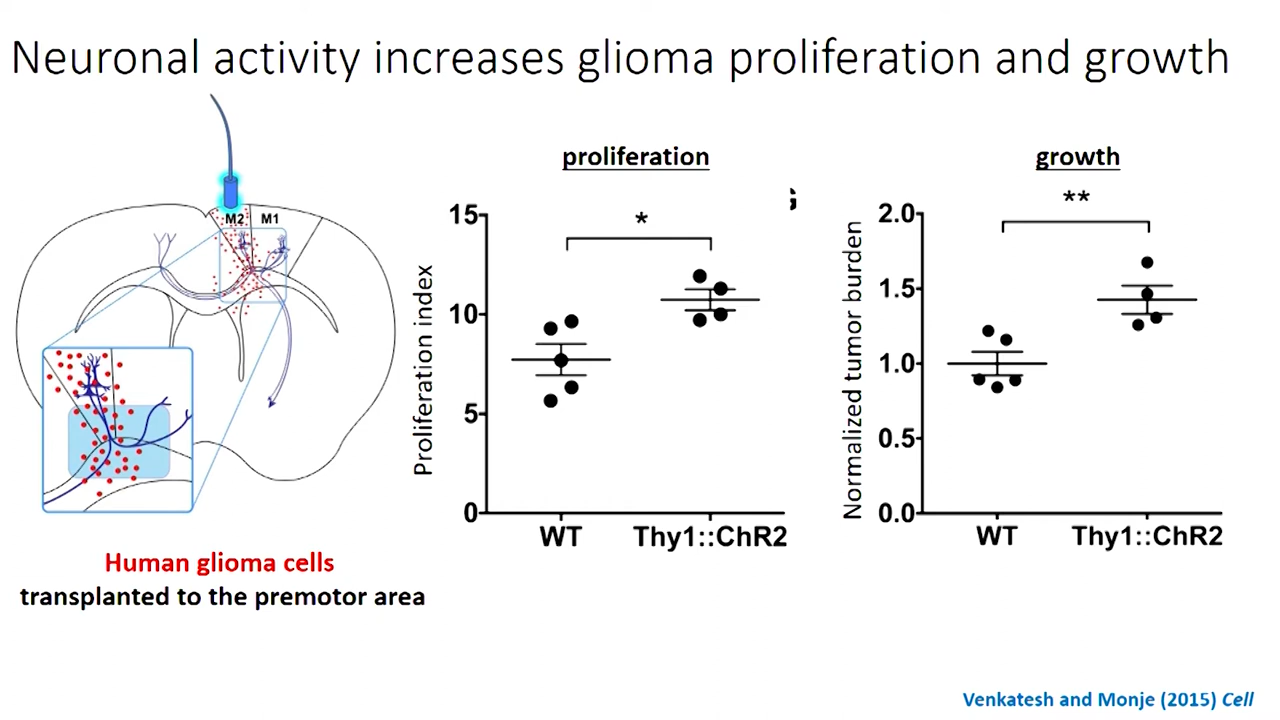 Neuronal activity increases glioma proliferation and growth
M2 M1
Human glioma cells
transplanted to the premotor area
proliferation
*
Proliferation index
15
10
5
0
WT Thy1::ChR2
growth
**
Normalized tumor burden
2.0
1.5
1.0
0.5
0.0
WT Thy1::ChR2
Venkatesh and Monje (2015) Cell